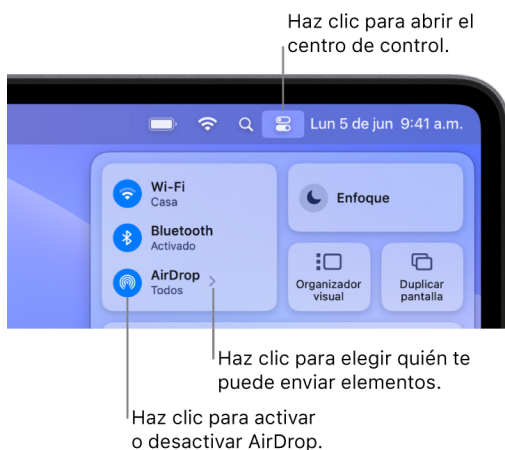 Haz clic para abrir el
centro de control.
Lun 5 de jun 9:41 a.m.
Wi-Fi
Casa
Bluetooth
Activado
AirDrop
Todos
Enfoque
Organizador
visual
Duplicar
pantalla
Haz clic para elegir quién te
puede enviar elementos.
Haz clic para activar
o desactivar AirDrop.